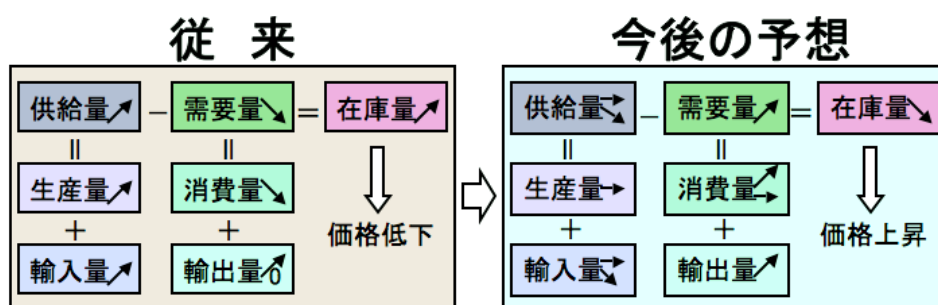 従 来
供給量↗ − 需要量↘ = 在庫量↗
॥ ॥
生産量↗ 消費量↘
+ + 価格低下
輸入量↗ 輸出量↗0
今後の予想
供給量→↘ − 需要量↗ = 在庫量↘
॥ ॥
生産量→ 消費量↗→
+ + 価格上昇
輸入量→↘ 輸出量↗